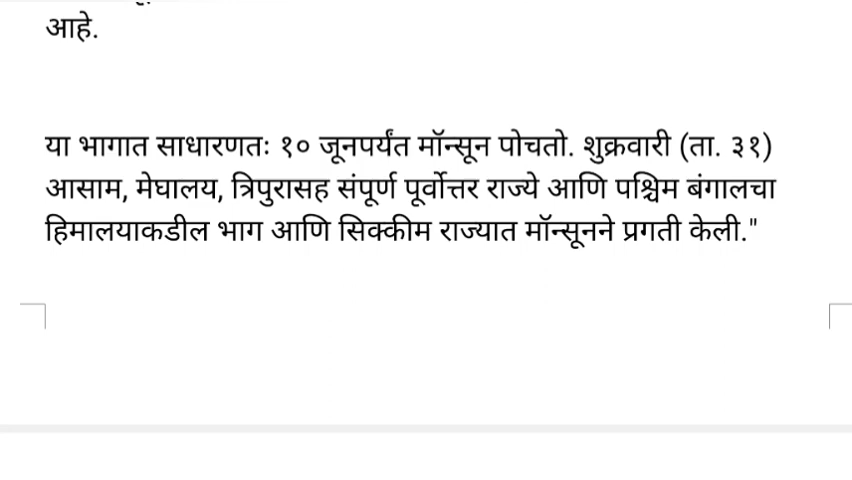 आहे.
या भागात साधारणतः १० जूनपर्यंत मॉन्सून पोचतो. शुक्रवारी (ता. ३१)
आसाम, मेघालय, त्रिपुरासह संपूर्ण पूर्वोत्तर राज्ये आणि पश्चिम बंगालचा
हिमालयाकडील भाग आणि सिक्कीम राज्यात मॉन्सूनने प्रगती केली."